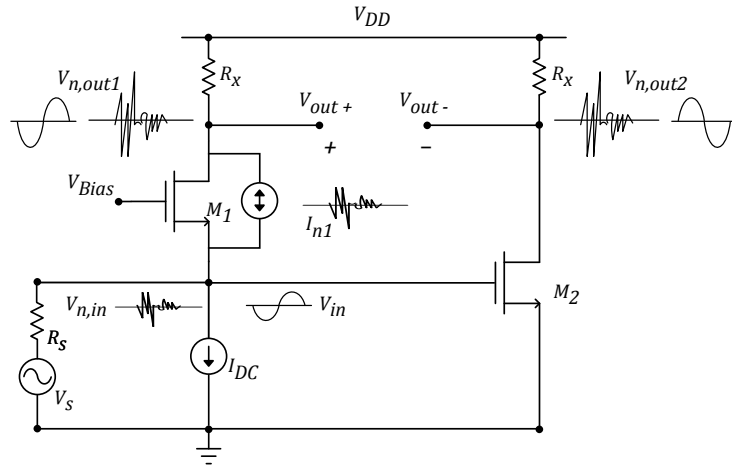 V_DD
V_n,out1
R_x
V_out +
V_out -
R_x
V_n,out2
+
−
V_Bias
M_1
I_n1
V_n,in
V_in
M_2
R_s
I_DC
V_s